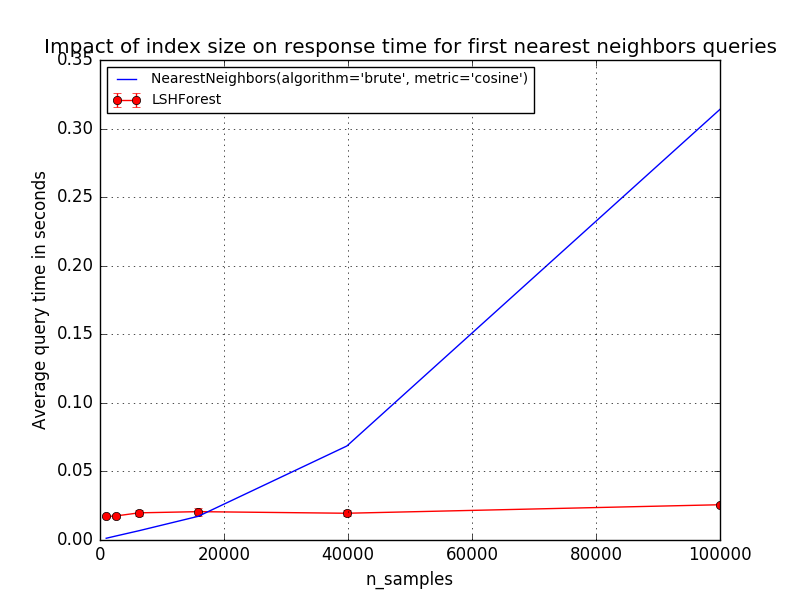 Impact of index size on response time for first nearest neighbors queries
NearestNeighbors(algorithm='brute', metric='cosine')
LSHForest
Average query time in seconds
0.35
0.30
0.25
0.20
0.15
0.10
0.05
0.00
0 20000 40000 60000 80000 100000
n_samples